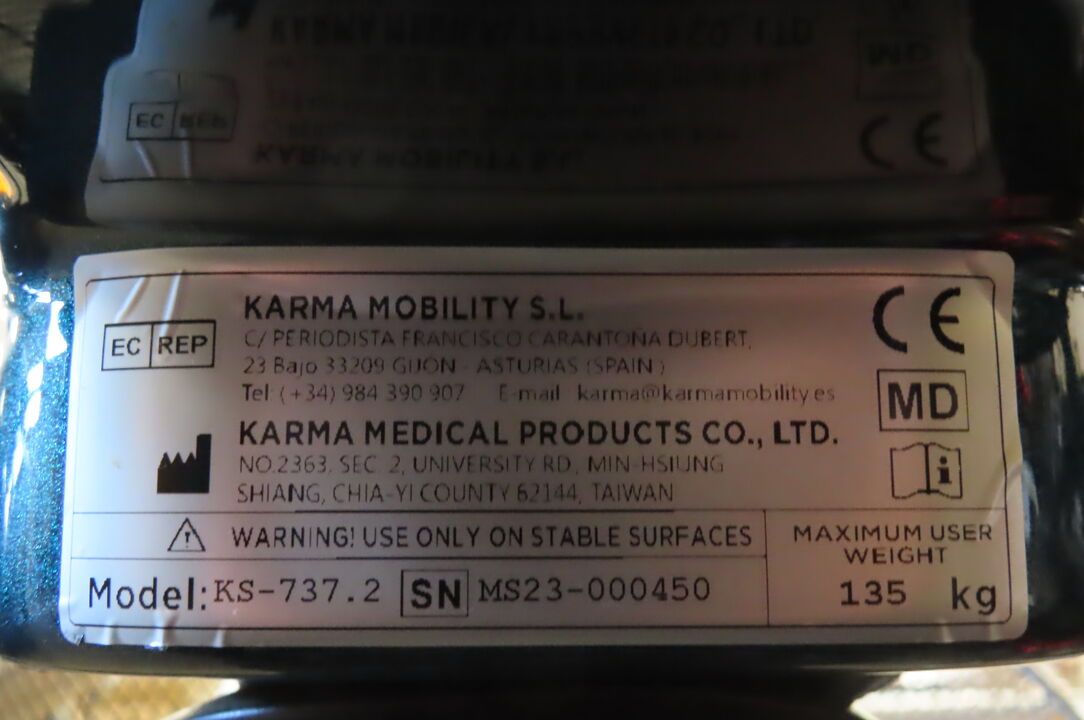 EC REP
KARMA MOBILITY S.L.
C/ PERIODISTA FRANCISCO CARANTOÑA DUBERT,
23 Bajo 33209 GIJON - ASTURIAS (SPAIN)
Tel: (+34) 984 390 907 E-mail: karma@karmamobility.es
CE
MD
KARMA MEDICAL PRODUCTS CO., LTD.
NO.2363, SEC. 2, UNIVERSITY RD., MIN-HSIUNG
SHIANG, CHIA-YI COUNTY 62144, TAIWAN
WARNING! USE ONLY ON STABLE SURFACES
Model: KS-737.2 SN MS23-000450
MAXIMUM USER
WEIGHT
135 kg